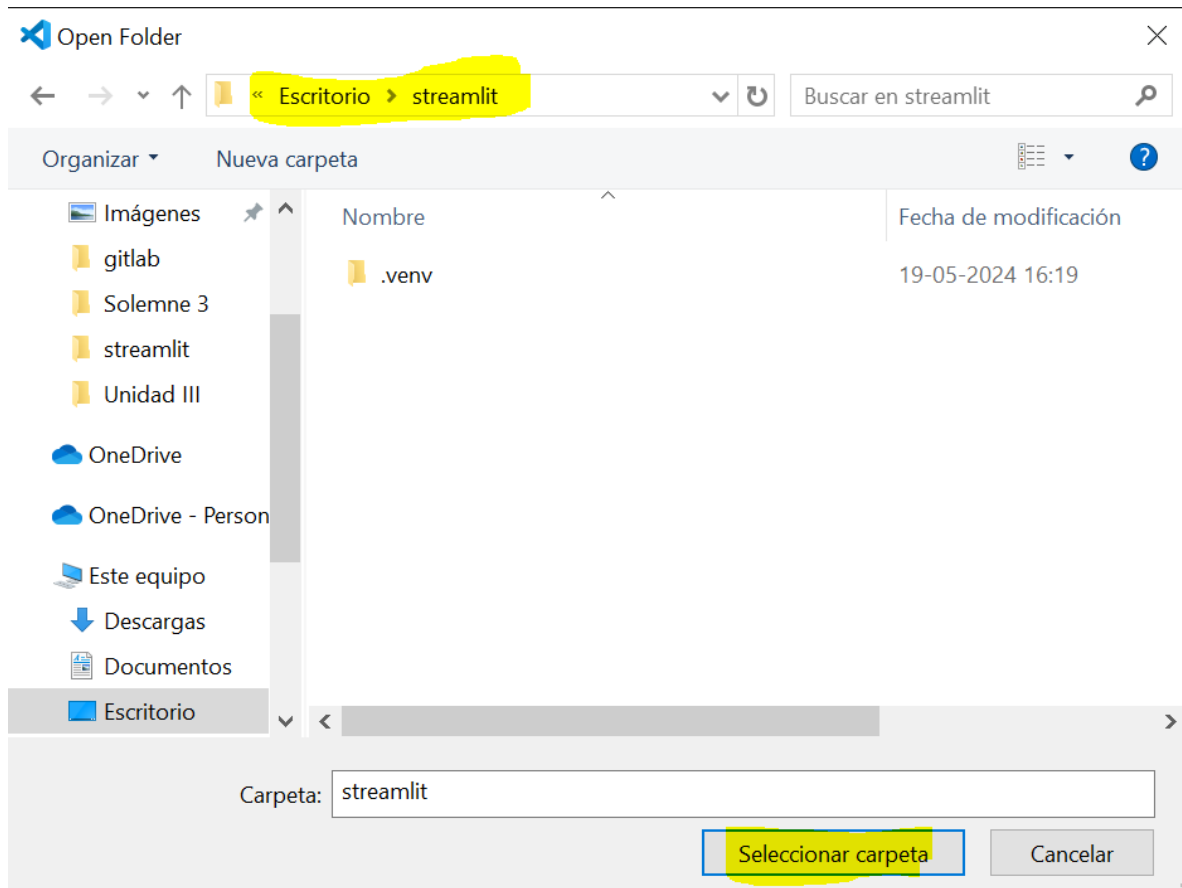 Open Folder
« Escritorio > streamlit
Buscar en streamlit
Organizar
Nueva carpeta
?
Imágenes
gitlab
Solemne 3
streamlit
Unidad III
OneDrive
OneDrive - Person
Este equipo
Descargas
Documentos
Escritorio
Nombre
Fecha de modificación
.venv
19-05-2024 16:19
Carpeta:
streamlit
Seleccionar carpeta
Cancelar